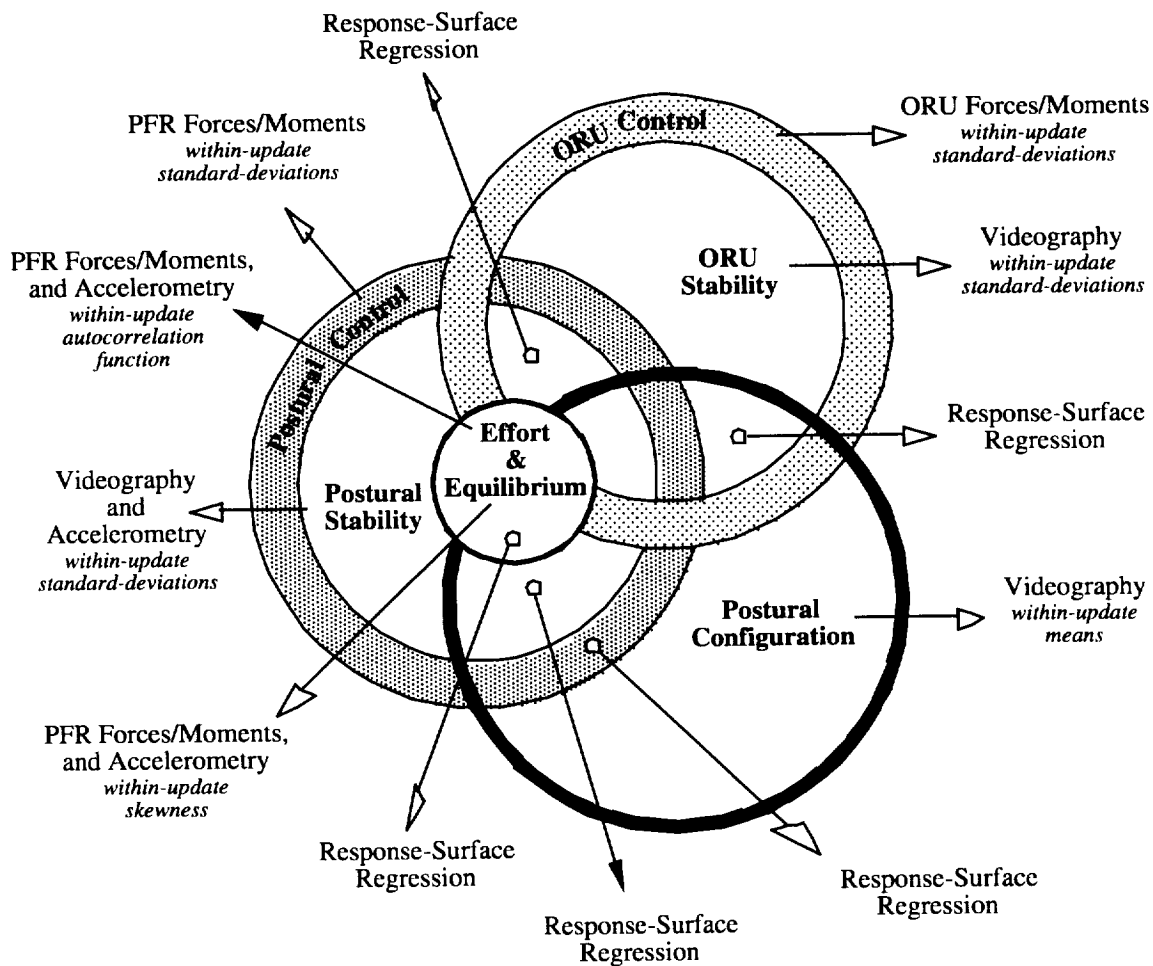 Response-Surface
Regression
PFR Forces/Moments
within-update
standard-deviations
ORU Control
ORU Forces/Moments
within-update
standard-deviations
PFR Forces/Moments,
and Accelerometry
within-update
autocorrelation
function
Postural Control
ORU
Stability
Videography
within-update
standard-deviations
Effort
&
Equilibrium
Response-Surface
Regression
Videography
and
Accelerometry
within-update
standard-deviations
Postural
Stability
Postural
Configuration
Videography
within-update
means
PFR Forces/Moments,
and Accelerometry
within-update
skewness
Response-Surface
Regression
Response-Surface
Regression
Response-Surface
Regression